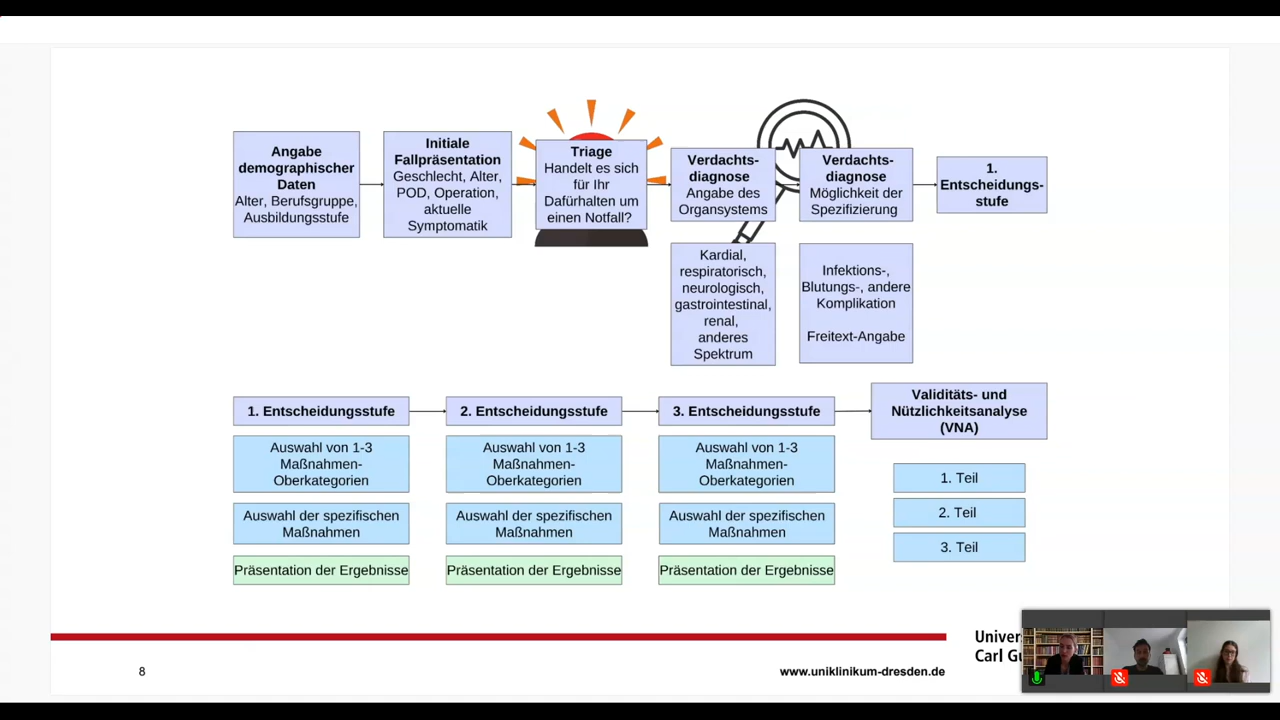 Angabe
demographischer
Daten
Alter, Berufsgruppe,
Ausbildungsstufe
Initiale
Fallpräsentation
Geschlecht, Alter,
POD, Operation,
aktuelle
Symptomatik
Triage
Handelt es sich
für Ihr
Dafürhalten um
einen Notfall?
Verdachts-
diagnose
Angabe des
Organsystems
Verdachts-
diagnose
Möglichkeit der
Spezifizierung
1.
Entscheidungs-
stufe
Kardial,
respiratorisch,
neurologisch,
gastrointestinal,
renal,
anderes
Spektrum
Infektions-,
Blutungs-, andere
Komplikation
Freitext-Angabe
1. Entscheidungsstufe
Auswahl von 1-3
Maßnahmen-
Oberkategorien
Auswahl der spezifischen
Maßnahmen
Präsentation der Ergebnisse
2. Entscheidungsstufe
Auswahl von 1-3
Maßnahmen-
Oberkategorien
Auswahl der spezifischen
Maßnahmen
Präsentation der Ergebnisse
3. Entscheidungsstufe
Auswahl von 1-3
Maßnahmen-
Oberkategorien
Auswahl der spezifischen
Maßnahmen
Präsentation der Ergebnisse
Validitäts- und
Nützlichkeitsanalyse
(VNA)
1. Teil
2. Teil
3. Teil
8
www.uniklinikum-dresden.de
Carl